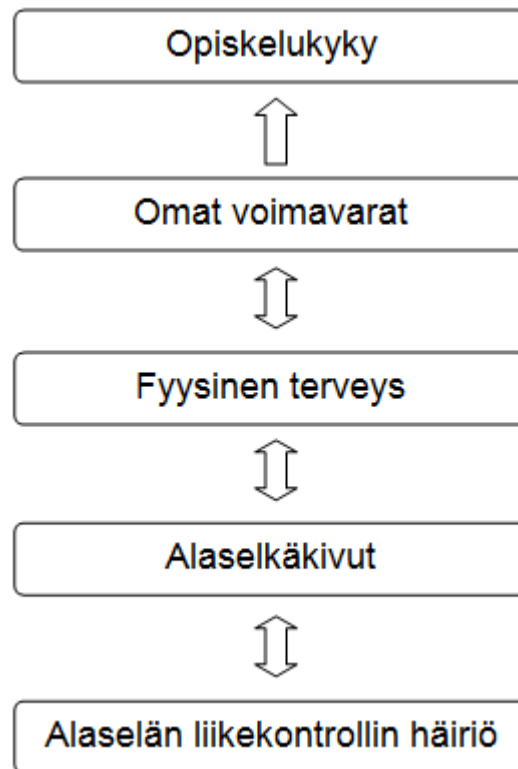 Opiskelukyky
Omat voimavarat
Fyysinen terveys
Alaselkäkivut
Alaselän liikekontrollin häiriö